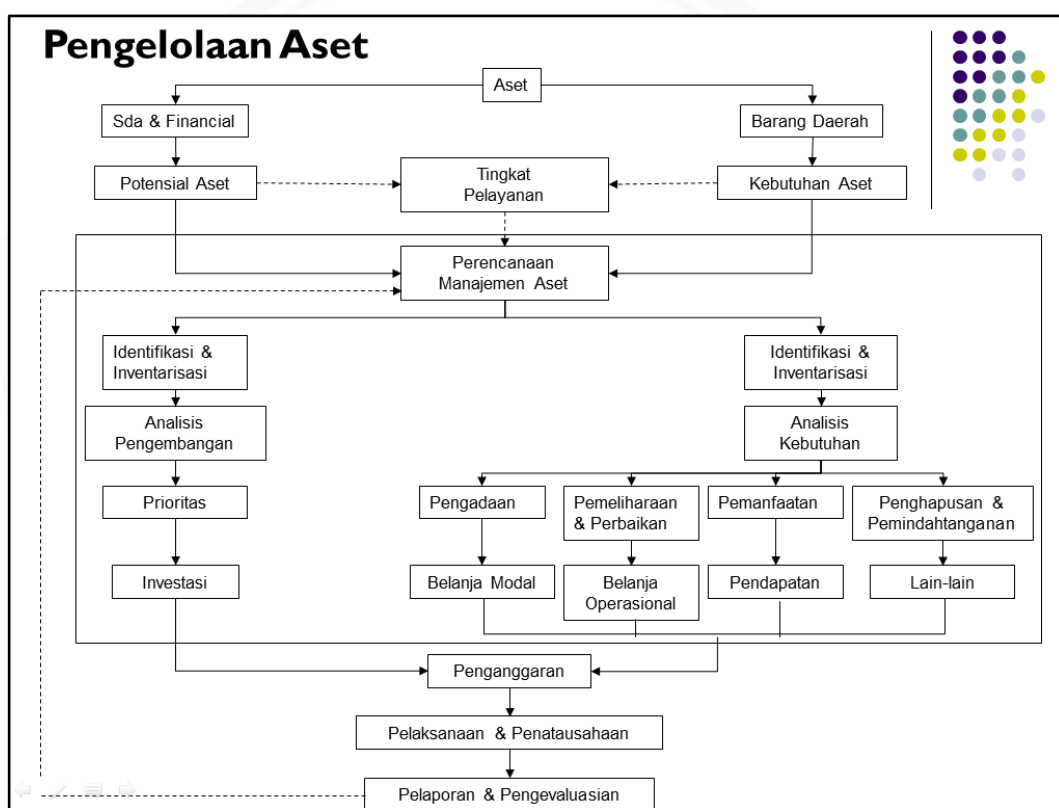 Pengelolaan Aset
Aset
Sda & Financial
Barang Daerah
Potensial Aset
Tingkat
Pelayanan
Kebutuhan Aset
Perencanaan
Manajemen Aset
Identifikasi &
Inventarisasi
Identifikasi &
Inventarisasi
Analisis
Pengembangan
Analisis
Kebutuhan
Prioritas
Pengadaan
Pemeliharaan
& Perbaikan
Pemanfaatan
Penghapusan &
Pemindahtanganan
Investasi
Belanja Modal
Belanja
Operasional
Pendapatan
Lain-lain
Penganggaran
Pelaksanaan & Penatausahaan
Pelaporan & Pengevaluasian